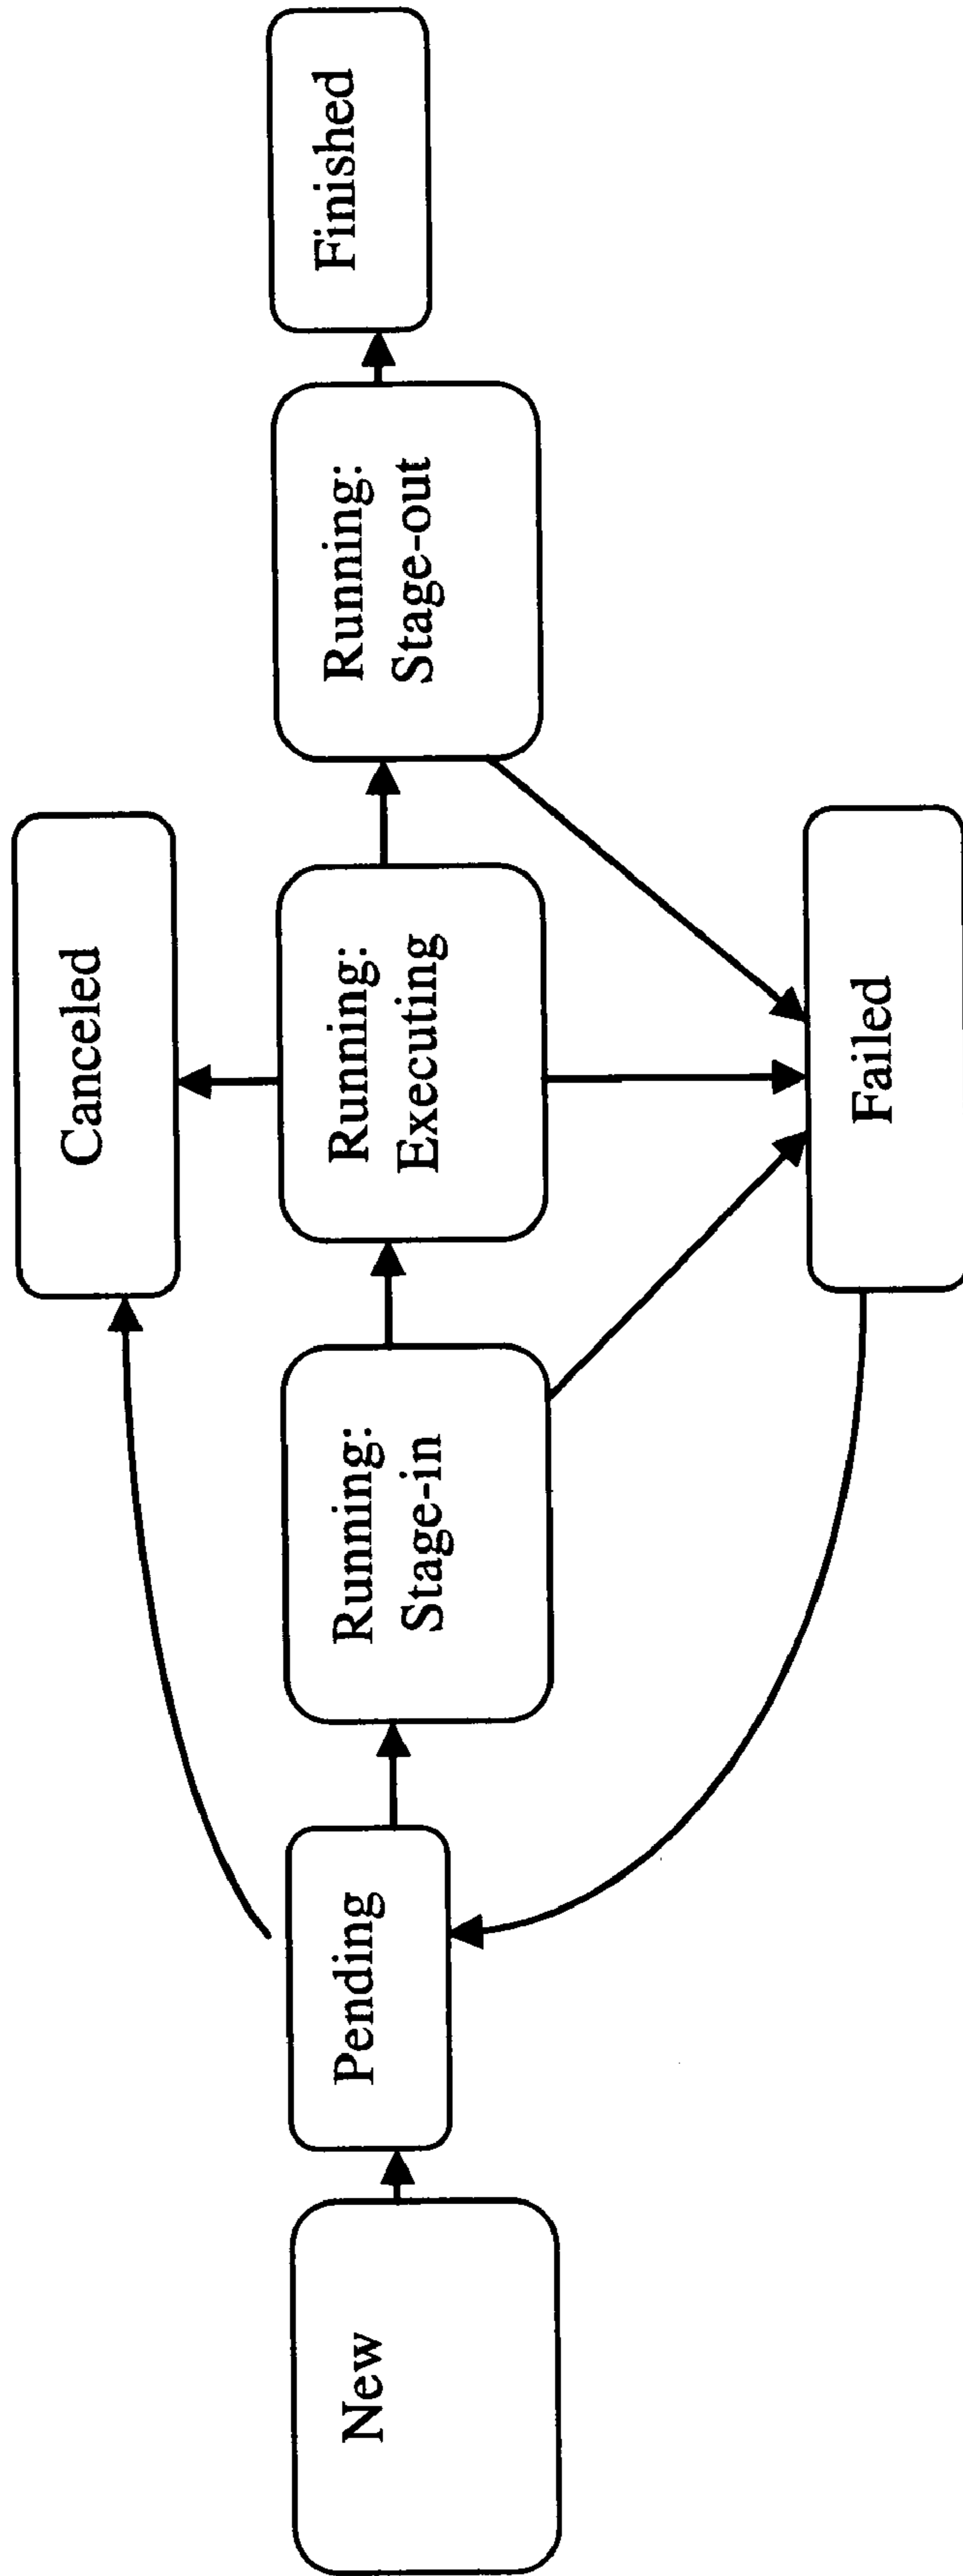 Canceled
New
Pending
Running:
Stage-in
Running:
Executing
Running:
Stage-out
Finished
Failed